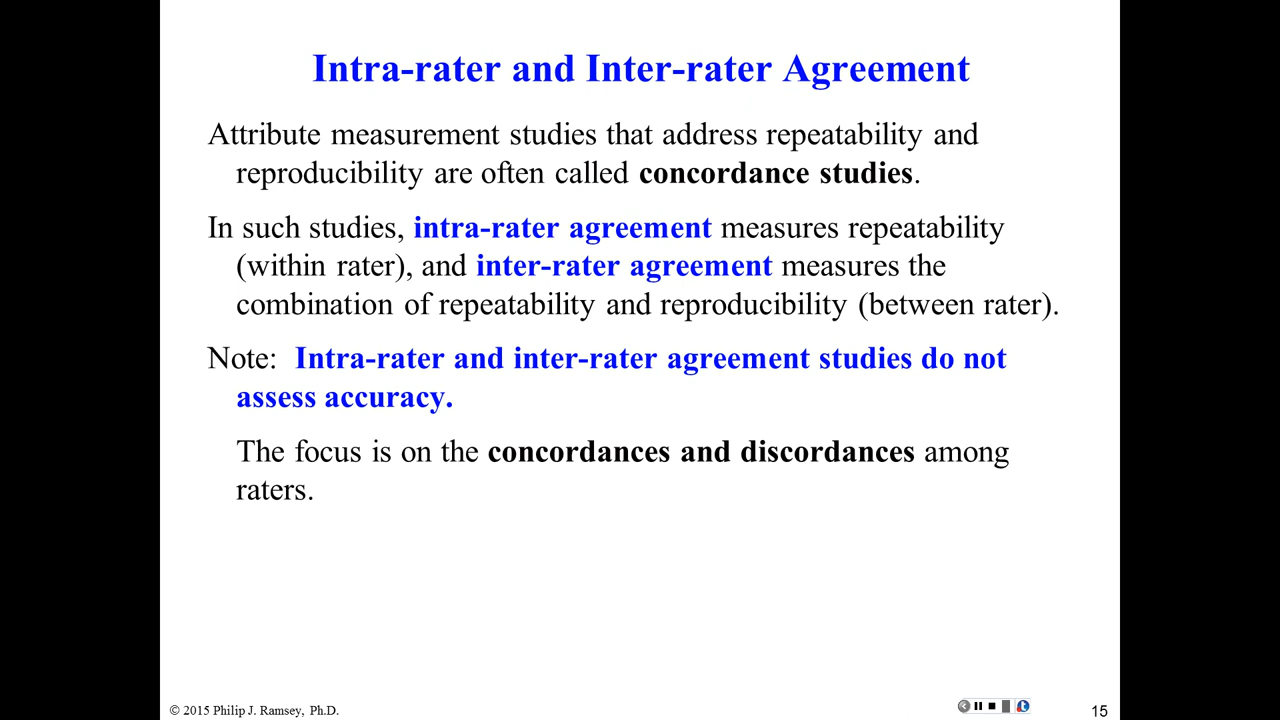 Intra-rater and Inter-rater Agreement
Attribute measurement studies that address repeatability and
reproducibility are often called concordance studies.
In such studies, intra-rater agreement measures repeatability
(within rater), and inter-rater agreement measures the
combination of repeatability and reproducibility (between rater).
Note: Intra-rater and inter-rater agreement studies do not
assess accuracy.
The focus is on the concordances and discordances among
raters.
© 2015 Philip J. Ramsey, Ph.D.
15